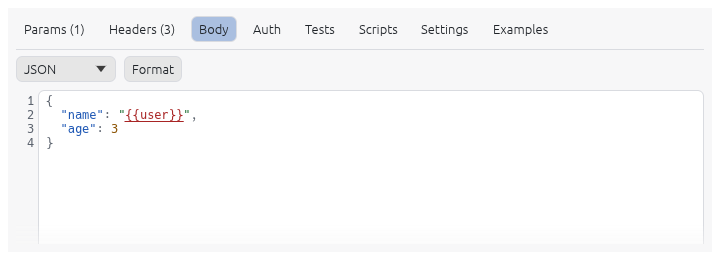 Params (1) Headers (3) Body Auth Tests Scripts Settings Examples
JSON Format
1 {
2 "name": "{{user}}",
3 "age": 3
4 }